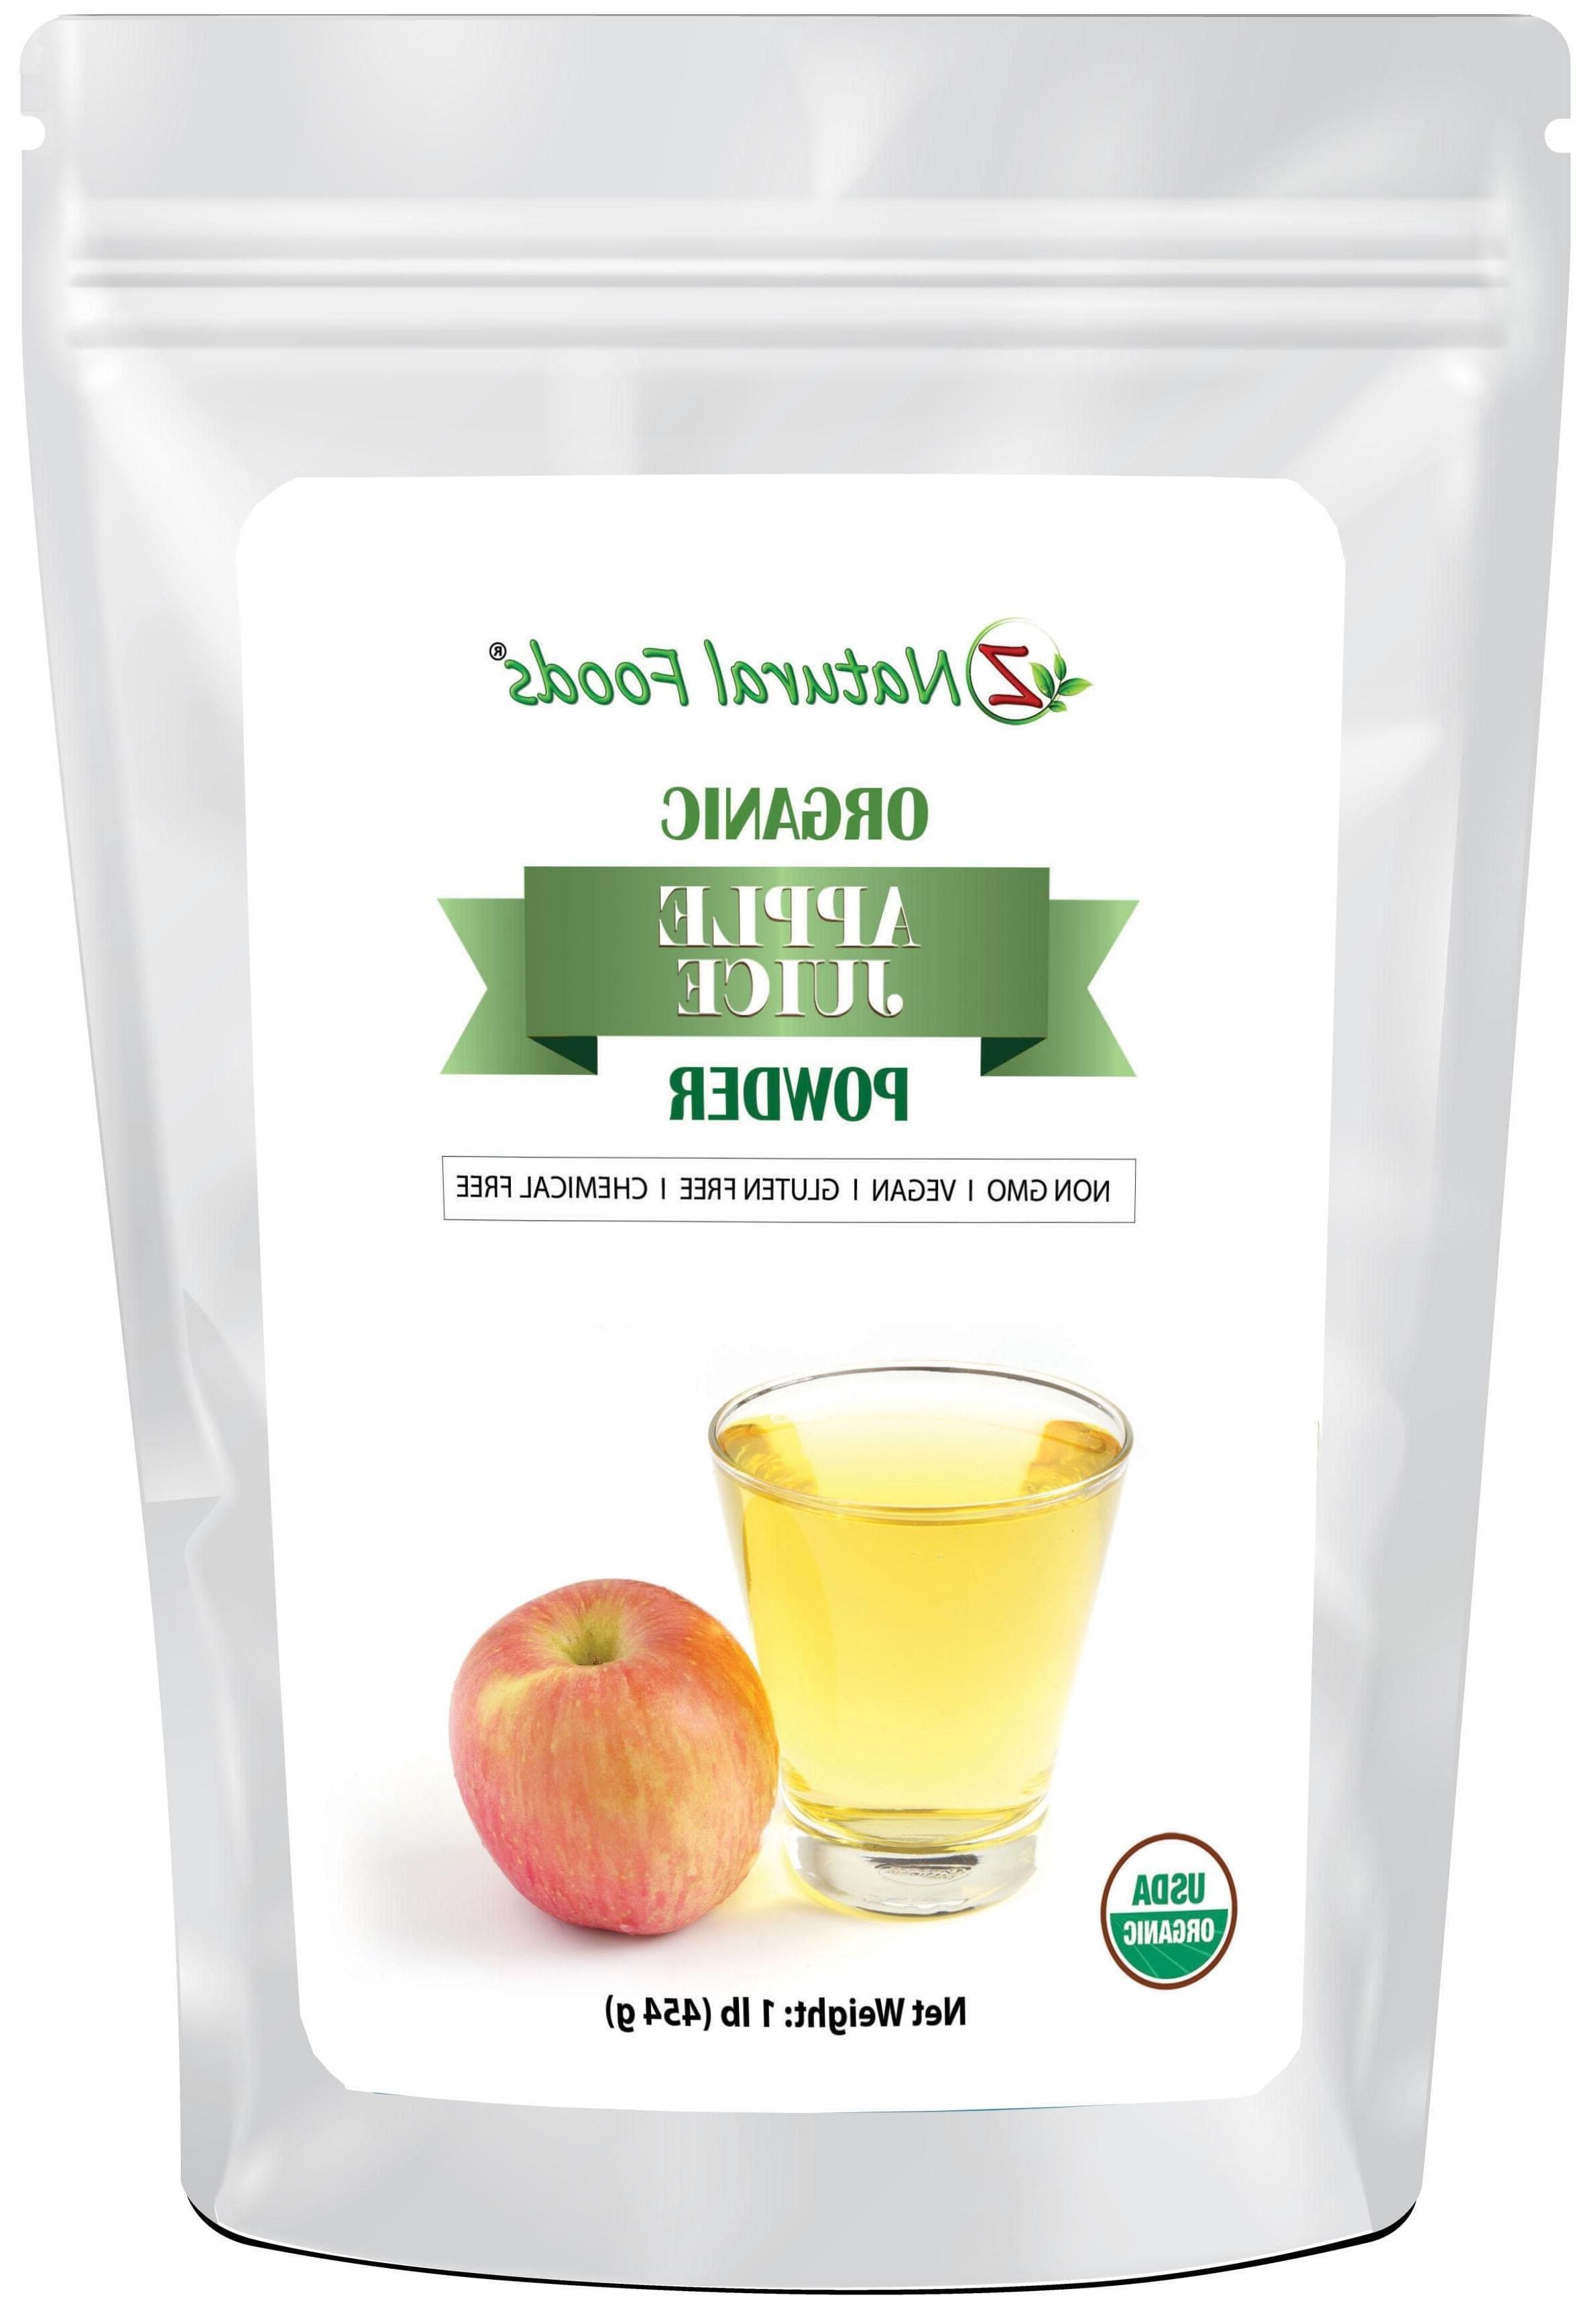 Z Natural Foods®
ORGANIC
APPLE
JUICE
POWDER
NON GMO | VEGAN | GLUTEN FREE | CHEMICAL FREE
USDA
ORGANIC
Net Weight: 1 lb (454 g)